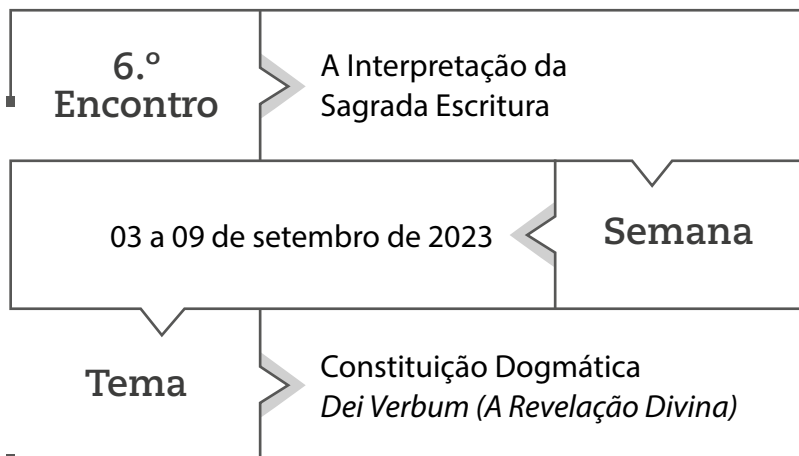 6.º
Encontro
A Interpretação da
Sagrada Escritura
03 a 09 de setembro de 2023
Semana
Tema
Constituição Dogmática
Dei Verbum (A Revelação Divina)